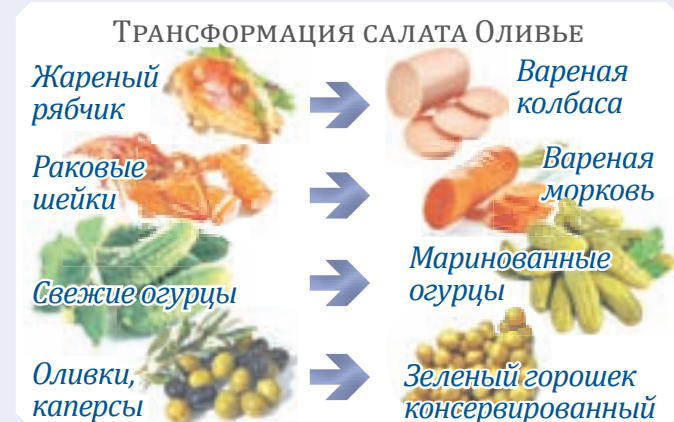 Трансформация салата Оливье
Жареный
рябчик
Вареная
колбаса
Раковые
шейки
Вареная
морковь
Свежие огурцы
Маринованные
огурцы
Оливки,
каперсы
Зеленый горошек
консервированный